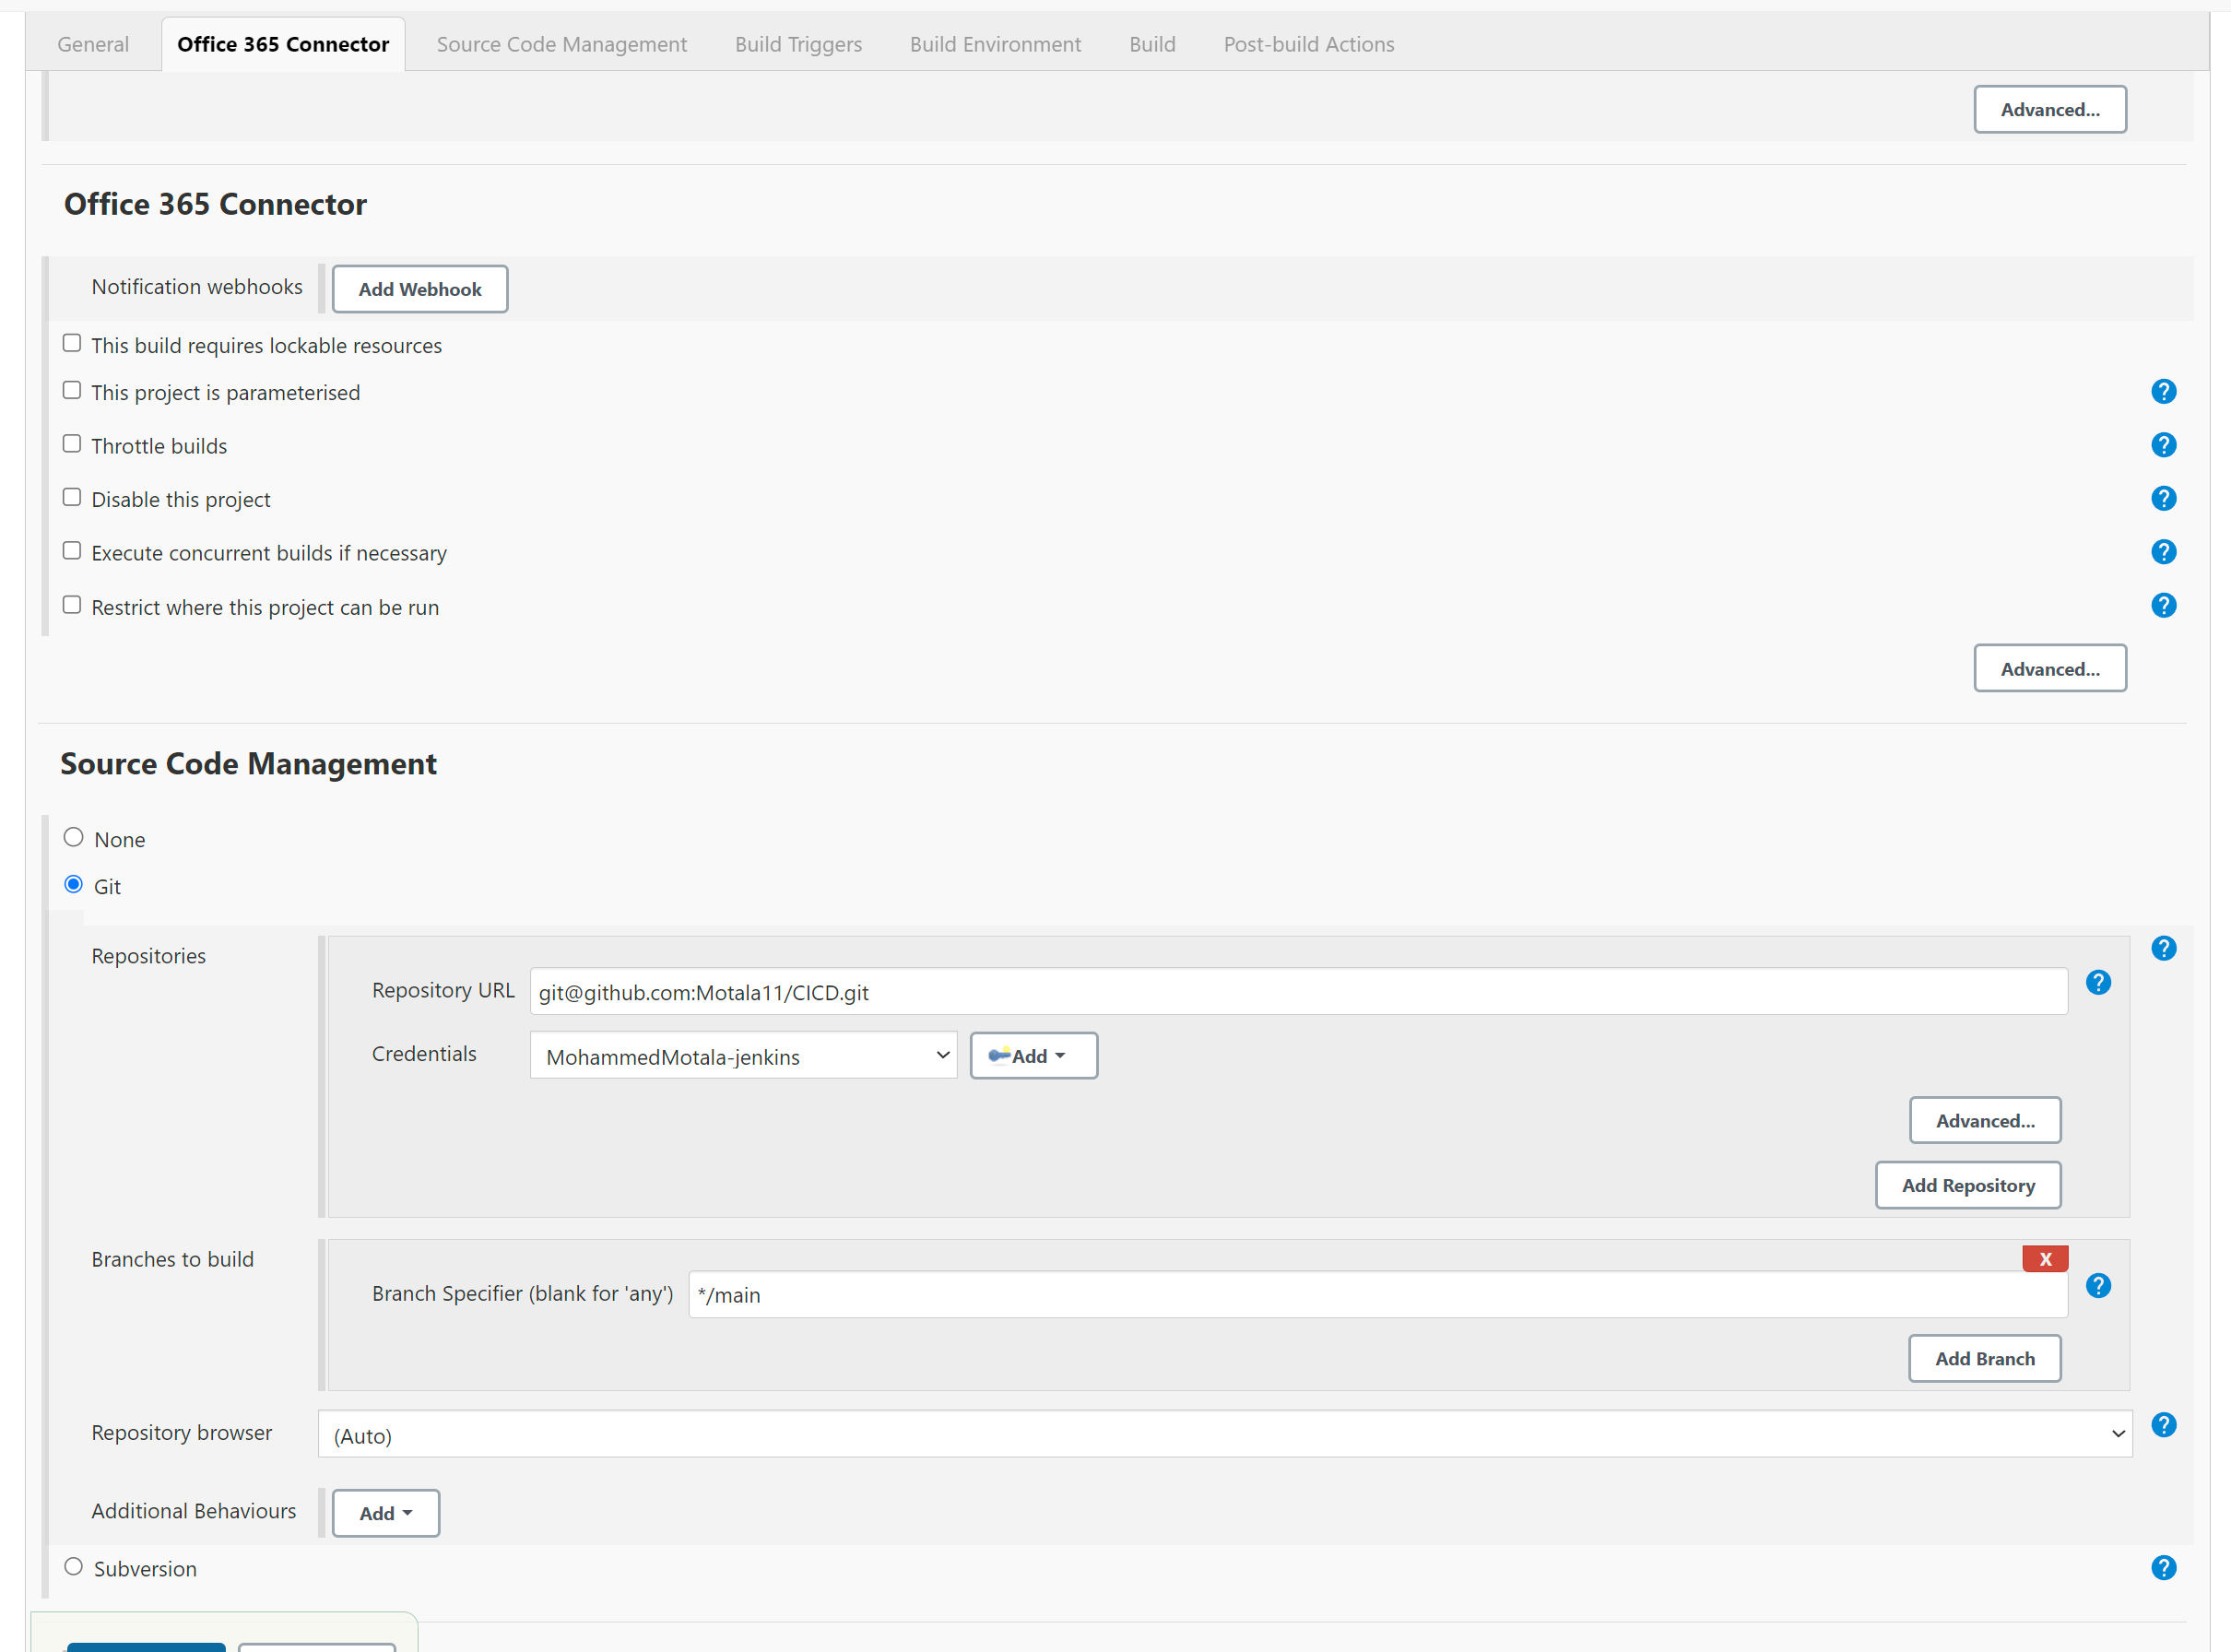 General Office 365 Connector Source Code Management Build Triggers Build Environment Build Post-build Actions
Advanced...
Office 365 Connector
Notification webhooks Add Webhook
This build requires lockable resources
This project is parameterised ?
Throttle builds ?
Disable this project ?
Execute concurrent builds if necessary ?
Restrict where this project can be run ?
Advanced...
Source Code Management
None
Git
Repositories ?
Repository URL git@github.com:Motala11/CICD.git ?
Credentials MohammedMotala-jenkins Add
Advanced...
Add Repository
Branches to build X
Branch Specifier (blank for 'any') */main ?
Add Branch
Repository browser (Auto) ?
Additional Behaviours Add
Subversion ?